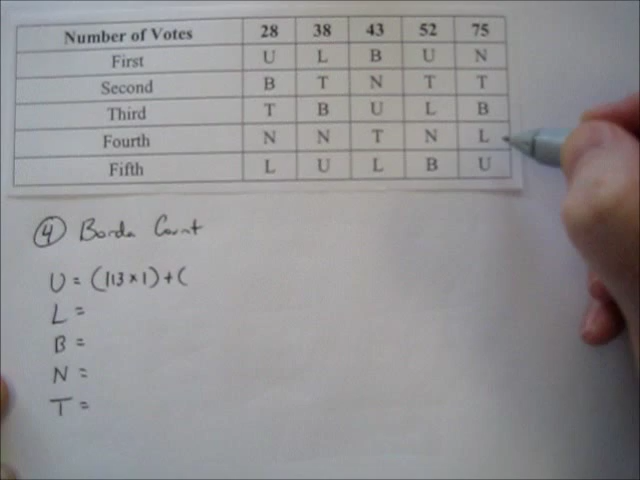 Number of Votes 28 38 43 52 75
First U L B U N
Second B T N T T
Third T B U L B
Fourth N N T N L
Fifth L U L B U
4 Borda Count
U = (113 × 1) + (
L =
B =
N =
T =